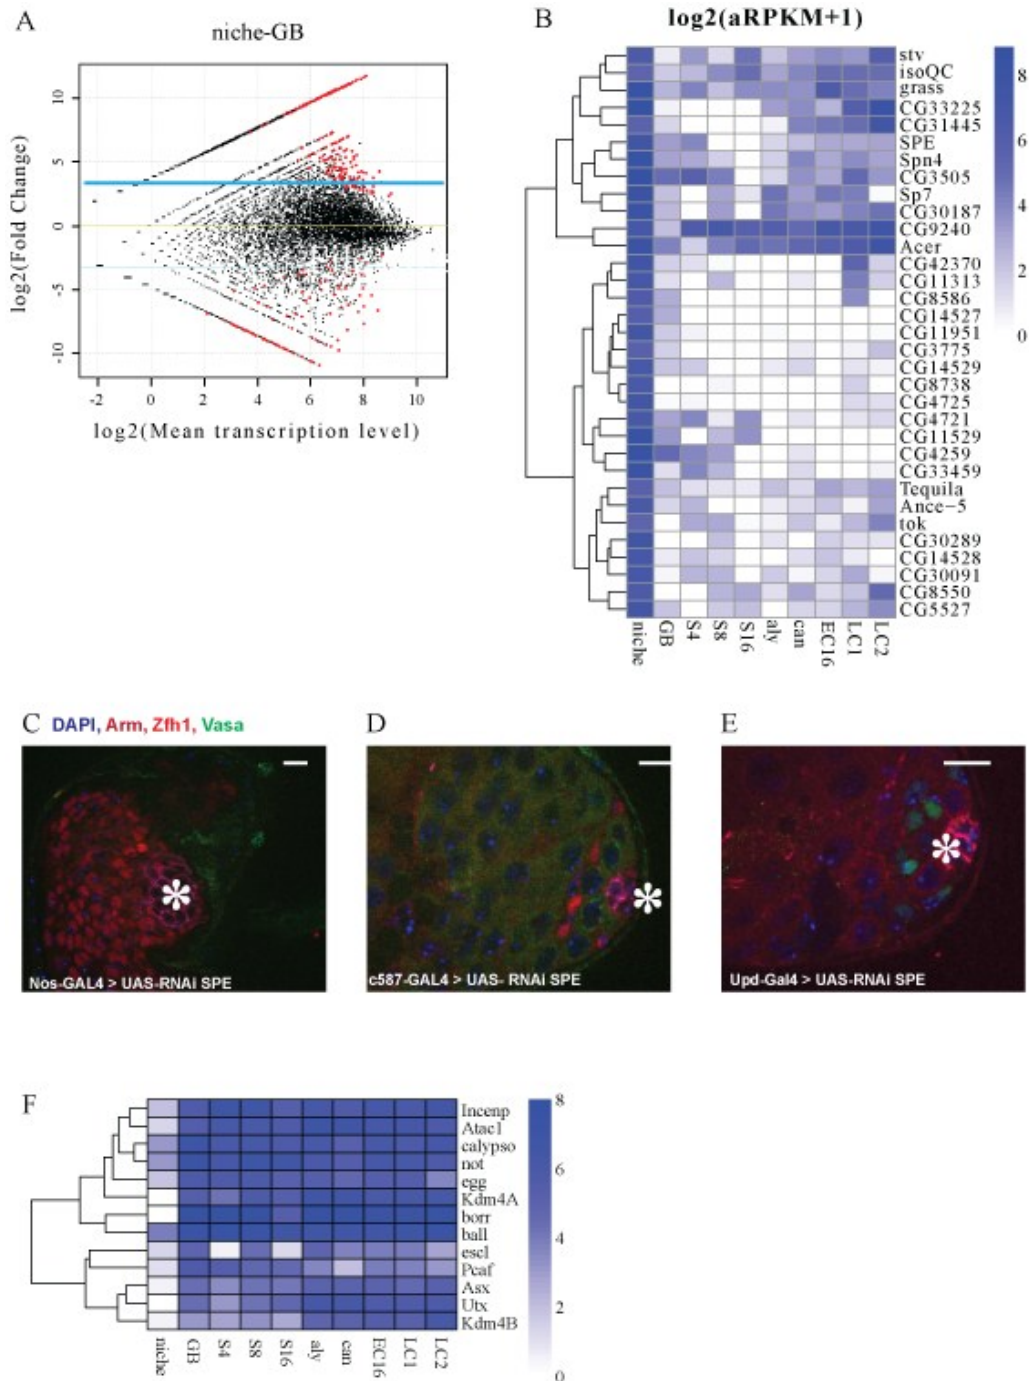 A
niche-GB
log2(Fold Change)
10
5
0
-5
-10
-2 0 2 4 6 8 10
log2(Mean transcription level)
B
log2(aRPKM+1)
stv
isoQC
grass
CG33225
CG31445
SPE
Spn4
CG3505
Sp7
CG30187
CG9240
Acer
CG42370
CG11313
CG8586
CG14527
CG11951
CG3775
CG14529
CG8738
CG4725
CG4721
CG11529
CG4259
CG33459
Tequila
Ance-5
tok
CG30289
CG14528
CG30091
CG8550
CG5527
niche GB S4 S8 S16 aly can EC16 LC1 LC2
8
6
4
2
0
C DAPI, Arm, Zfh1, Vasa
*
Nos-GAL4 > UAS-RNAi SPE
D
*
c587-GAL4 > UAS- RNAi SPE
E
*
Upd-Gal4 > UAS-RNAi SPE
F
Incenp
Atac1
calypso
not
egg
Kdm4A
borr
ball
escl
Pcaf
Asx
Utx
Kdm4B
niche GB S4 S8 S16 aly can EC16 LC1 LC2
8
6
4
2
0